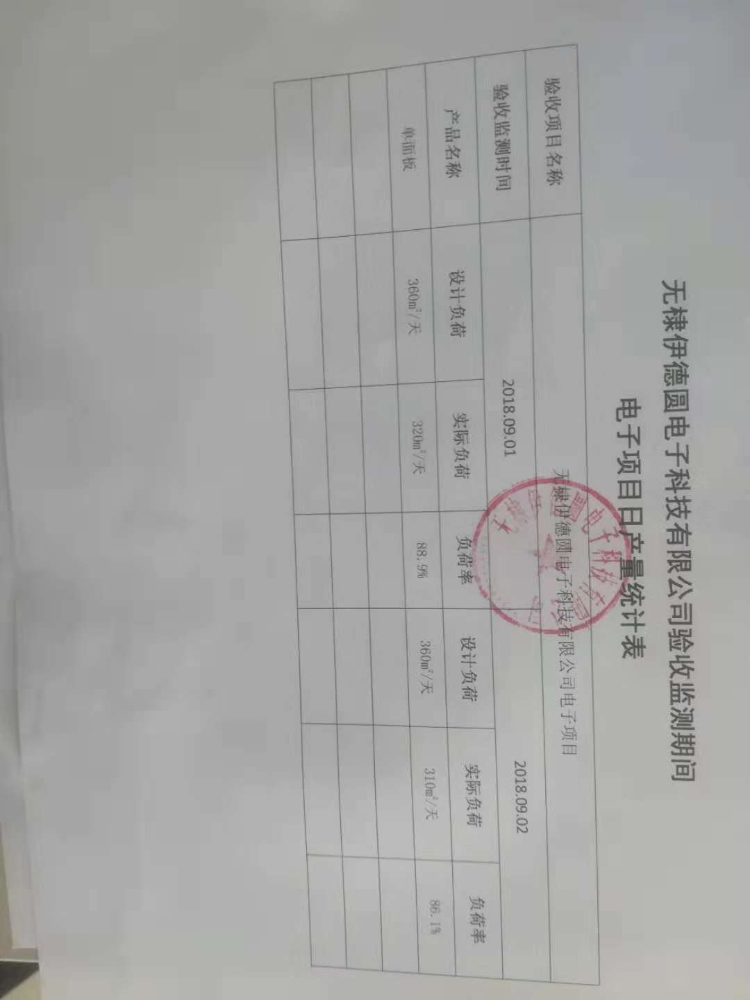 无棣伊德圆电子科技有限公司验收监测期间
电子项目日产量统计表
验收项目名称 无棣伊德圆电子科技有限公司电子项目
验收监测时间 2018.09.01 2018.09.02
产品名称 设计负荷 实际负荷 负荷率 设计负荷 实际负荷 负荷率
单面板 360㎡/天 320㎡/天 88.9% 360㎡/天 310㎡/天 86.1%